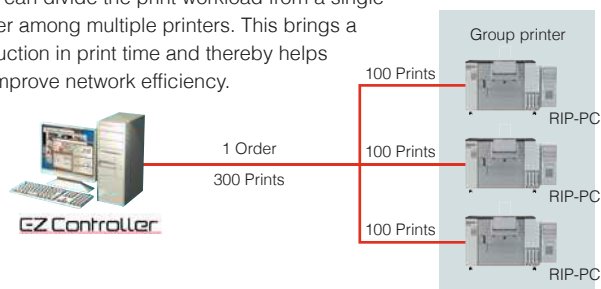 can divide the print workload from a single
er among multiple printers. This brings a
uction in print time and thereby helps
mprove network efficiency.
Group printer
100 Prints
RIP-PC
1 Order
300 Prints
100 Prints
RIP-PC
EZ Controller
100 Prints
RIP-PC